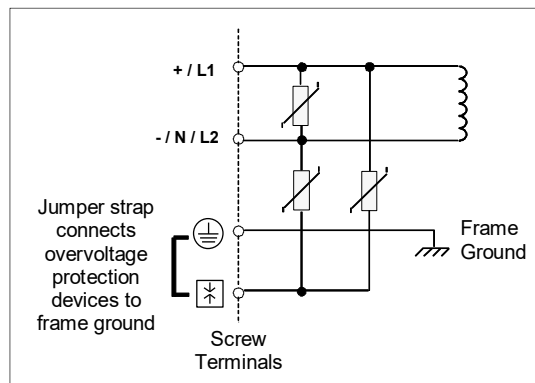 + / L1
- / N / L2
Jumper strap
connects
overvoltage
protection
devices to
frame ground
Frame
Ground
Screw
Terminals